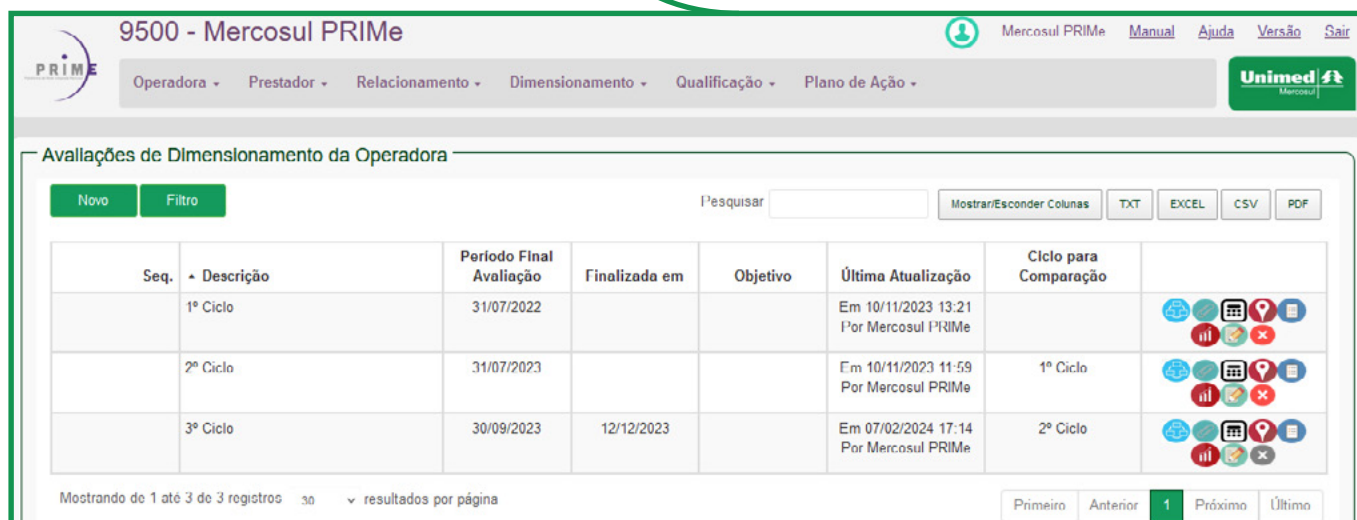 9500 - Mercosul PRIMe
Mercosul PRIMe Manual Ajuda Versão Sair
PRIME
Operadora Prestador Relacionamento Dimensionamento Qualificação Plano de Ação
Unimed
Mercosul
Avaliações de Dimensionamento da Operadora
Novo Filtro Pesquisar Mostrar/Esconder Colunas TXT EXCEL CSV PDF
Seq. Descrição Período Final Avaliação Finalizada em Objetivo Última Atualização Ciclo para Comparação
1º Ciclo 31/07/2022 Em 10/11/2023 13:21
Por Mercosul PRIMe
2º Ciclo 31/07/2023 Em 10/11/2023 11:59 1º Ciclo
Por Mercosul PRIMe
3º Ciclo 30/09/2023 12/12/2023 Em 07/02/2024 17:14 2º Ciclo
Por Mercosul PRIMe
Mostrando de 1 até 3 de 3 registros 30 resultados por página
Primeiro Anterior 1 Próximo Último